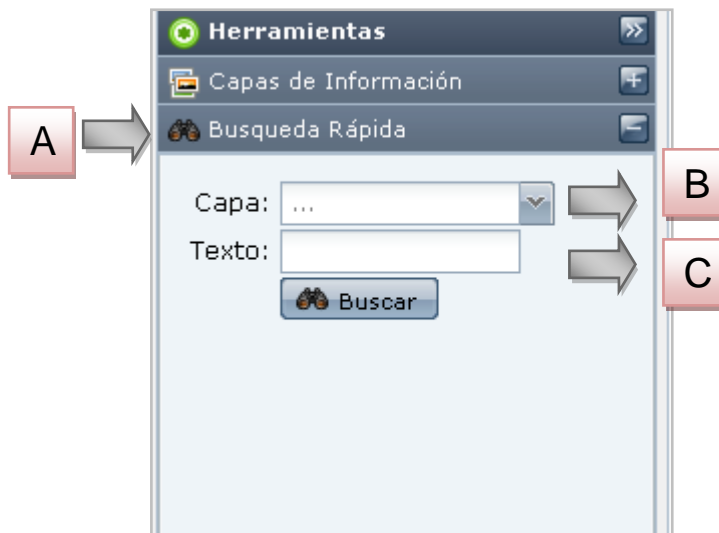 Herramientas
Capas de Información
A
Busqueda Rápida
Capa: ...
B
Texto:
C
Buscar